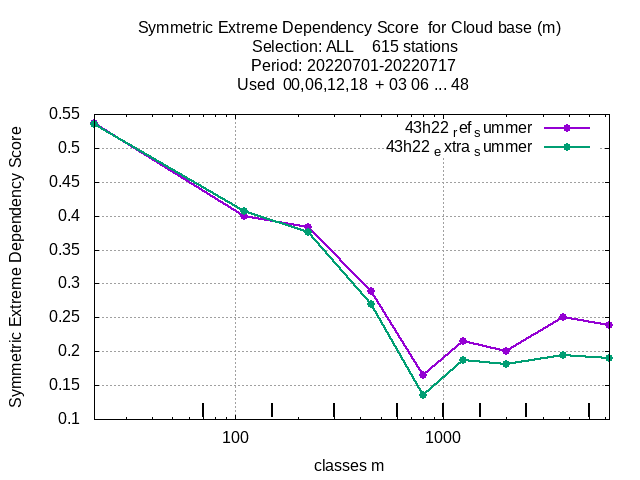 Symmetric Extreme Dependency Score for Cloud base (m)
Selection: ALL 615 stations
Period: 20220701-20220717
Used 00,06,12,18 + 03 06 ... 48
43h22 ref summer
43h22 extra summer
Symmetric Extreme Dependency Score
0.55
0.5
0.45
0.4
0.35
0.3
0.25
0.2
0.15
0.1
100 1000
classes m